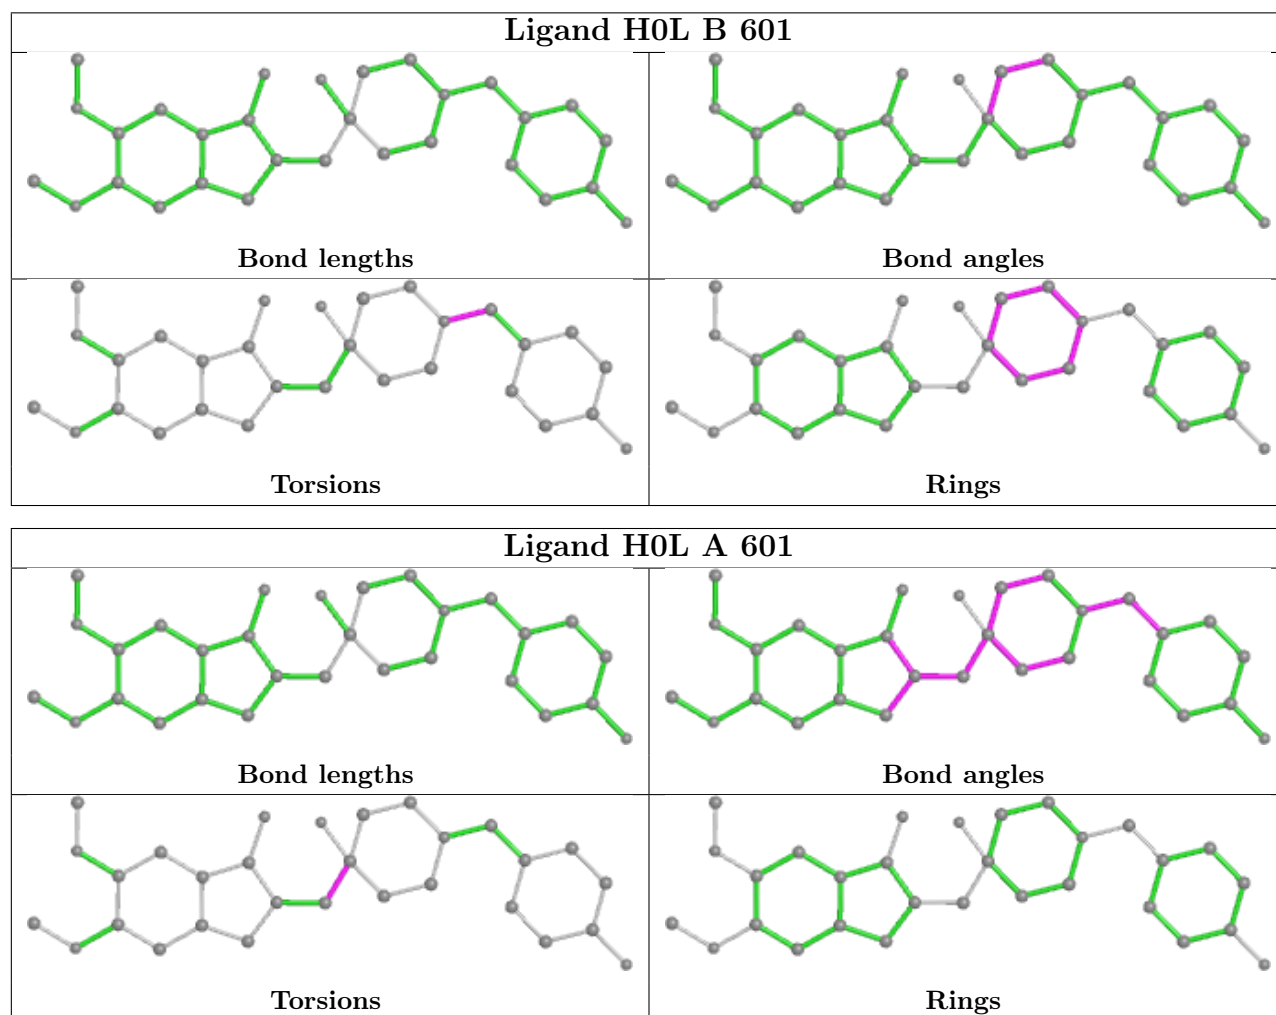 Ligand H0L B 601
Bond lengths
Bond angles
Torsions
Rings
Ligand H0L A 601
Bond lengths
Bond angles
Torsions
Rings